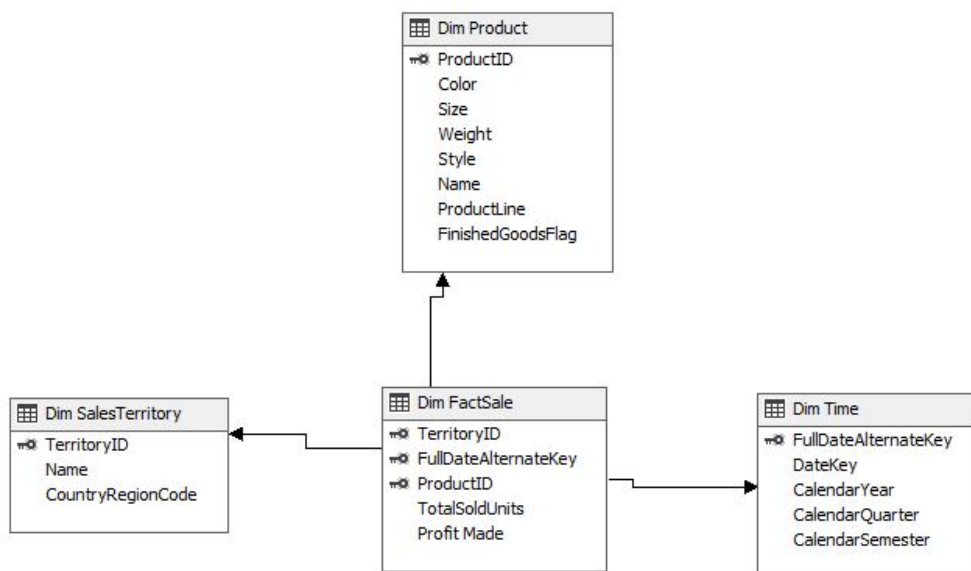 Dim Product
ProductID
Color
Size
Weight
Style
Name
ProductLine
FinishedGoodsFlag
Dim SalesTerritory
TerritoryID
Name
CountryRegionCode
Dim FactSale
TerritoryID
FullDateAlternateKey
ProductID
TotalSoldUnits
Profit Made
Dim Time
FullDateAlternateKey
DateKey
CalendarYear
CalendarQuarter
CalendarSemester